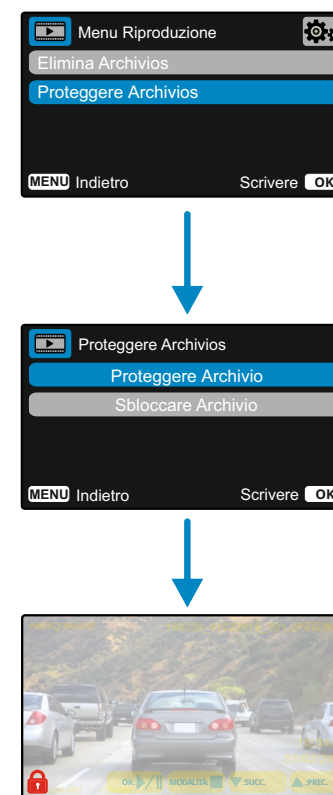 Menu Riproduzione
Elimina Archivios
Proteggere Archivios
MENU Indietro Scrivere OK
Proteggere Archivios
Proteggere Archivio
Sbloccare Archivio
MENU Indietro Scrivere OK
OK: MODALITÀ: :SUCC. :PREC.